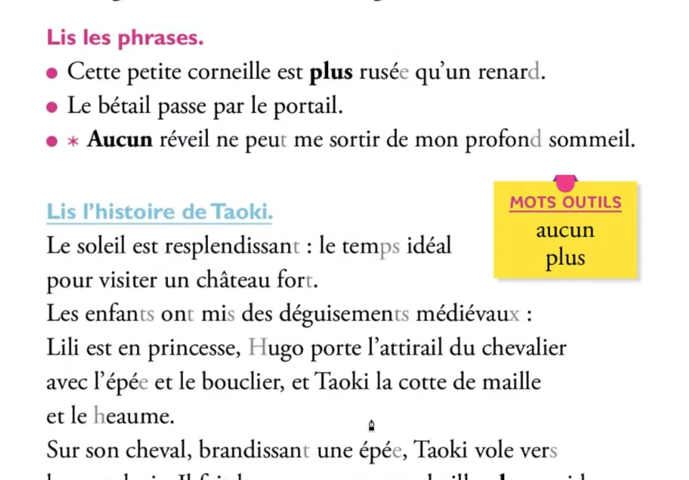 Lis les phrases.
Cette petite corneille est plus rusée qu'un renard.
Le bétail passe par le portail.
* Aucun réveil ne peut me sortir de mon profond sommeil.
MOTS OUTILS
aucun
plus
Lis l'histoire de Taoki.
Le soleil est resplendissant : le temps idéal
pour visiter un château fort.
Les enfants ont mis des déguisements médiévaux :
Lili est en princesse, Hugo porte l'attirail du chevalier
avec l'épée et le bouclier, et Taoki la cotte de maille
et le heaume.
Sur son cheval, brandissant une épée, Taoki vole vers